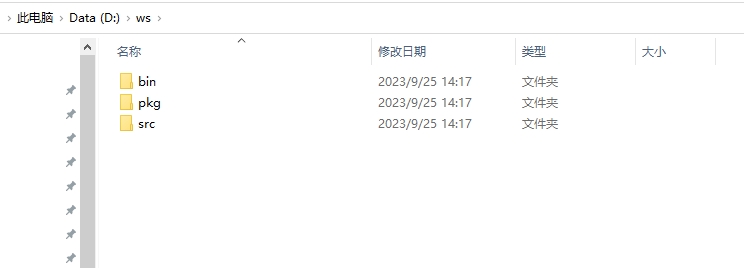 › 此电脑 › Data (D:) › ws ›
名称 修改日期 类型 大小
bin 2023/9/25 14:17 文件夹
pkg 2023/9/25 14:17 文件夹
src 2023/9/25 14:17 文件夹